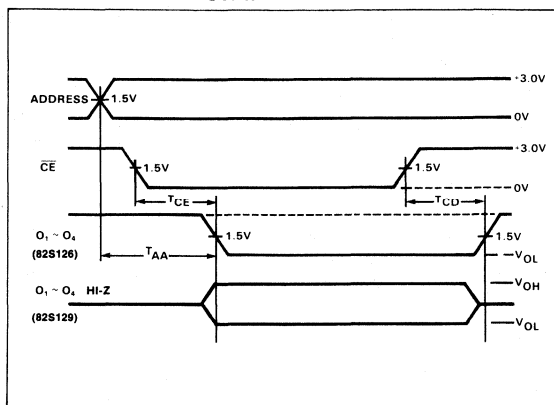 +3.0V
ADDRESS 1.5V
0V
CE +3.0V
1.5V 1.5V
TCE TCD 0V
O1 ~ O4 1.5V 1.5V
(82S126) TAA VOL
O1 ~ O4 HI-Z VOH
(82S129) VOL